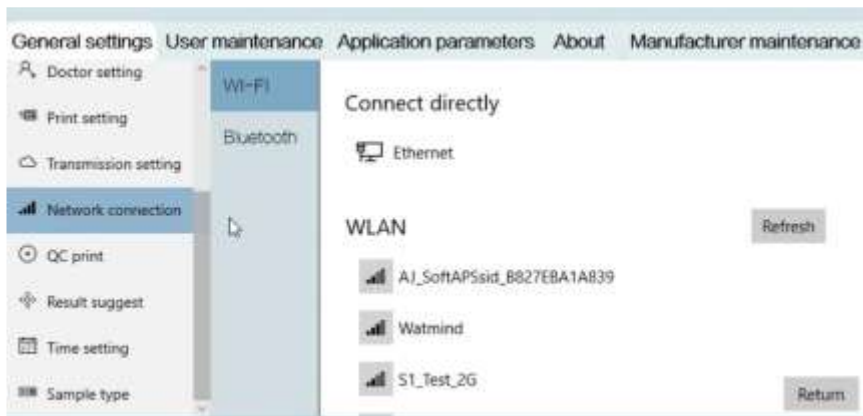 General settings User maintenance Application parameters About Manufacturer maintenance
Doctor setting
Print setting
Transmission setting
Network connection
QC print
Result suggest
Time setting
Sample type
WI-FI
Bluetooth
Connect directly
Ethernet
WLAN
Refresh
AJ_SoftAPSsid_B827EBA1A839
Watmind
S1_Test_2G
Return